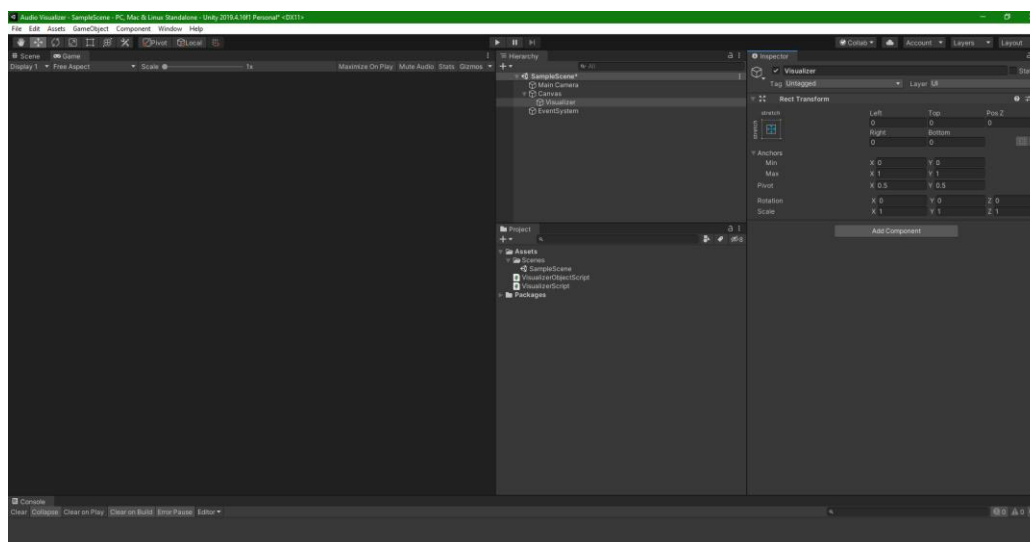 Audio Visualizer - SampleScene - PC, Mac & Linux Standalone - Unity 2019.4.16f1 Personal* <DX11>
File Edit Assets GameObject Component Window Help
Pivot Local Collab Account Layers Layout
Scene Game
Display 1 Free Aspect Scale 1x Maximize On Play Mute Audio Stats Gizmos
Hierarchy
All
SampleScene*
Main Camera
Canvas
Visualizer
EventSystem
Project
Assets
Scenes
SampleScene
VisualizerObjectScript
VisualizerScript
Packages
Inspector
Visualizer
Tag Untagged Layer UI
Rect Transform
stretch Left Top Pos Z
stretch 0 0 0
Right Bottom
0 0
Anchors
Min X 0 Y 0
Max X 1 Y 1
Pivot X 0.5 Y 0.5
Rotation X 0 Y 0 Z 0
Scale X 1 Y 1 Z 1
Add Component
Console
Clear Collapse Clear on Play Clear on Build Error Pause Editor 0 0